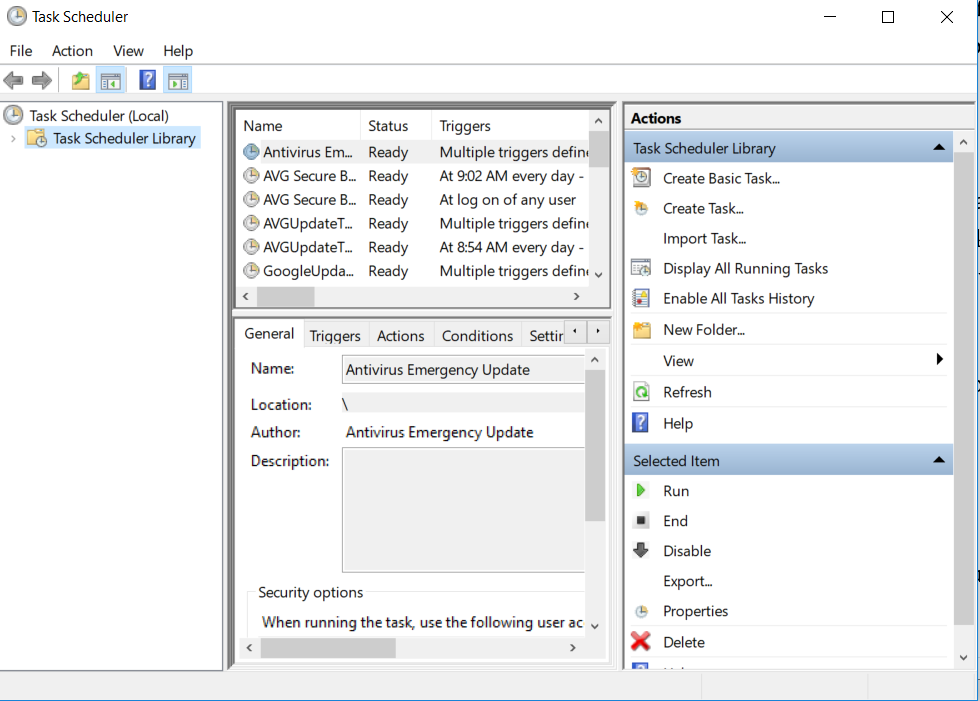 Task Scheduler
File Action View Help
Task Scheduler (Local)
Task Scheduler Library
Name Status Triggers
Antivirus Em... Ready Multiple triggers define
AVG Secure B... Ready At 9:02 AM every day -
AVG Secure B... Ready At log on of any user
AVGUpdateT... Ready Multiple triggers define
AVGUpdateT... Ready At 8:54 AM every day -
GoogleUpda... Ready Multiple triggers define
General Triggers Actions Conditions Settin
Name: Antivirus Emergency Update
Location: \
Author: Antivirus Emergency Update
Description:
Security options
When running the task, use the following user ac
Actions
Task Scheduler Library
Create Basic Task...
Create Task...
Import Task...
Display All Running Tasks
Enable All Tasks History
New Folder...
View
Refresh
Help
Selected Item
Run
End
Disable
Export...
Properties
Delete